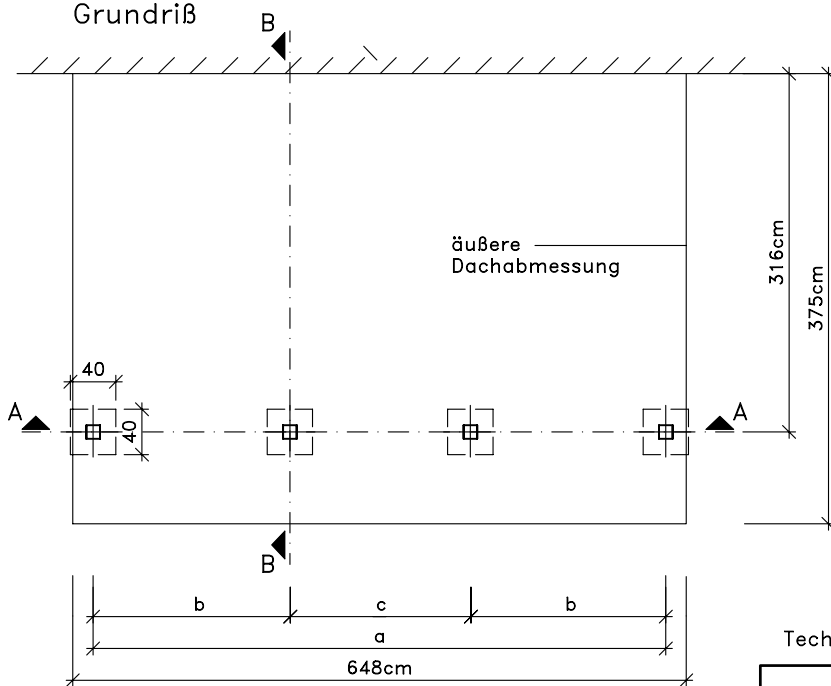 Grundriß
B
äußere
Dachabmessung
316cm
375cm
40
A
40
A
B
b
c
b
a
648cm
Tech